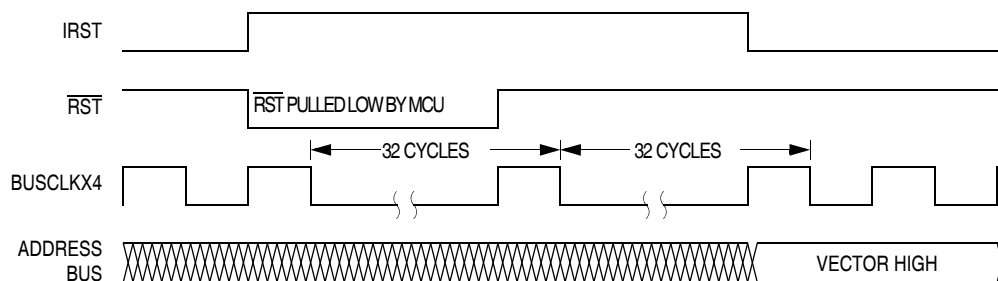 IRST
RST
RST PULLED LOW BY MCU
32 CYCLES
32 CYCLES
BUSCLKX4
ADDRESS
BUS
VECTOR HIGH